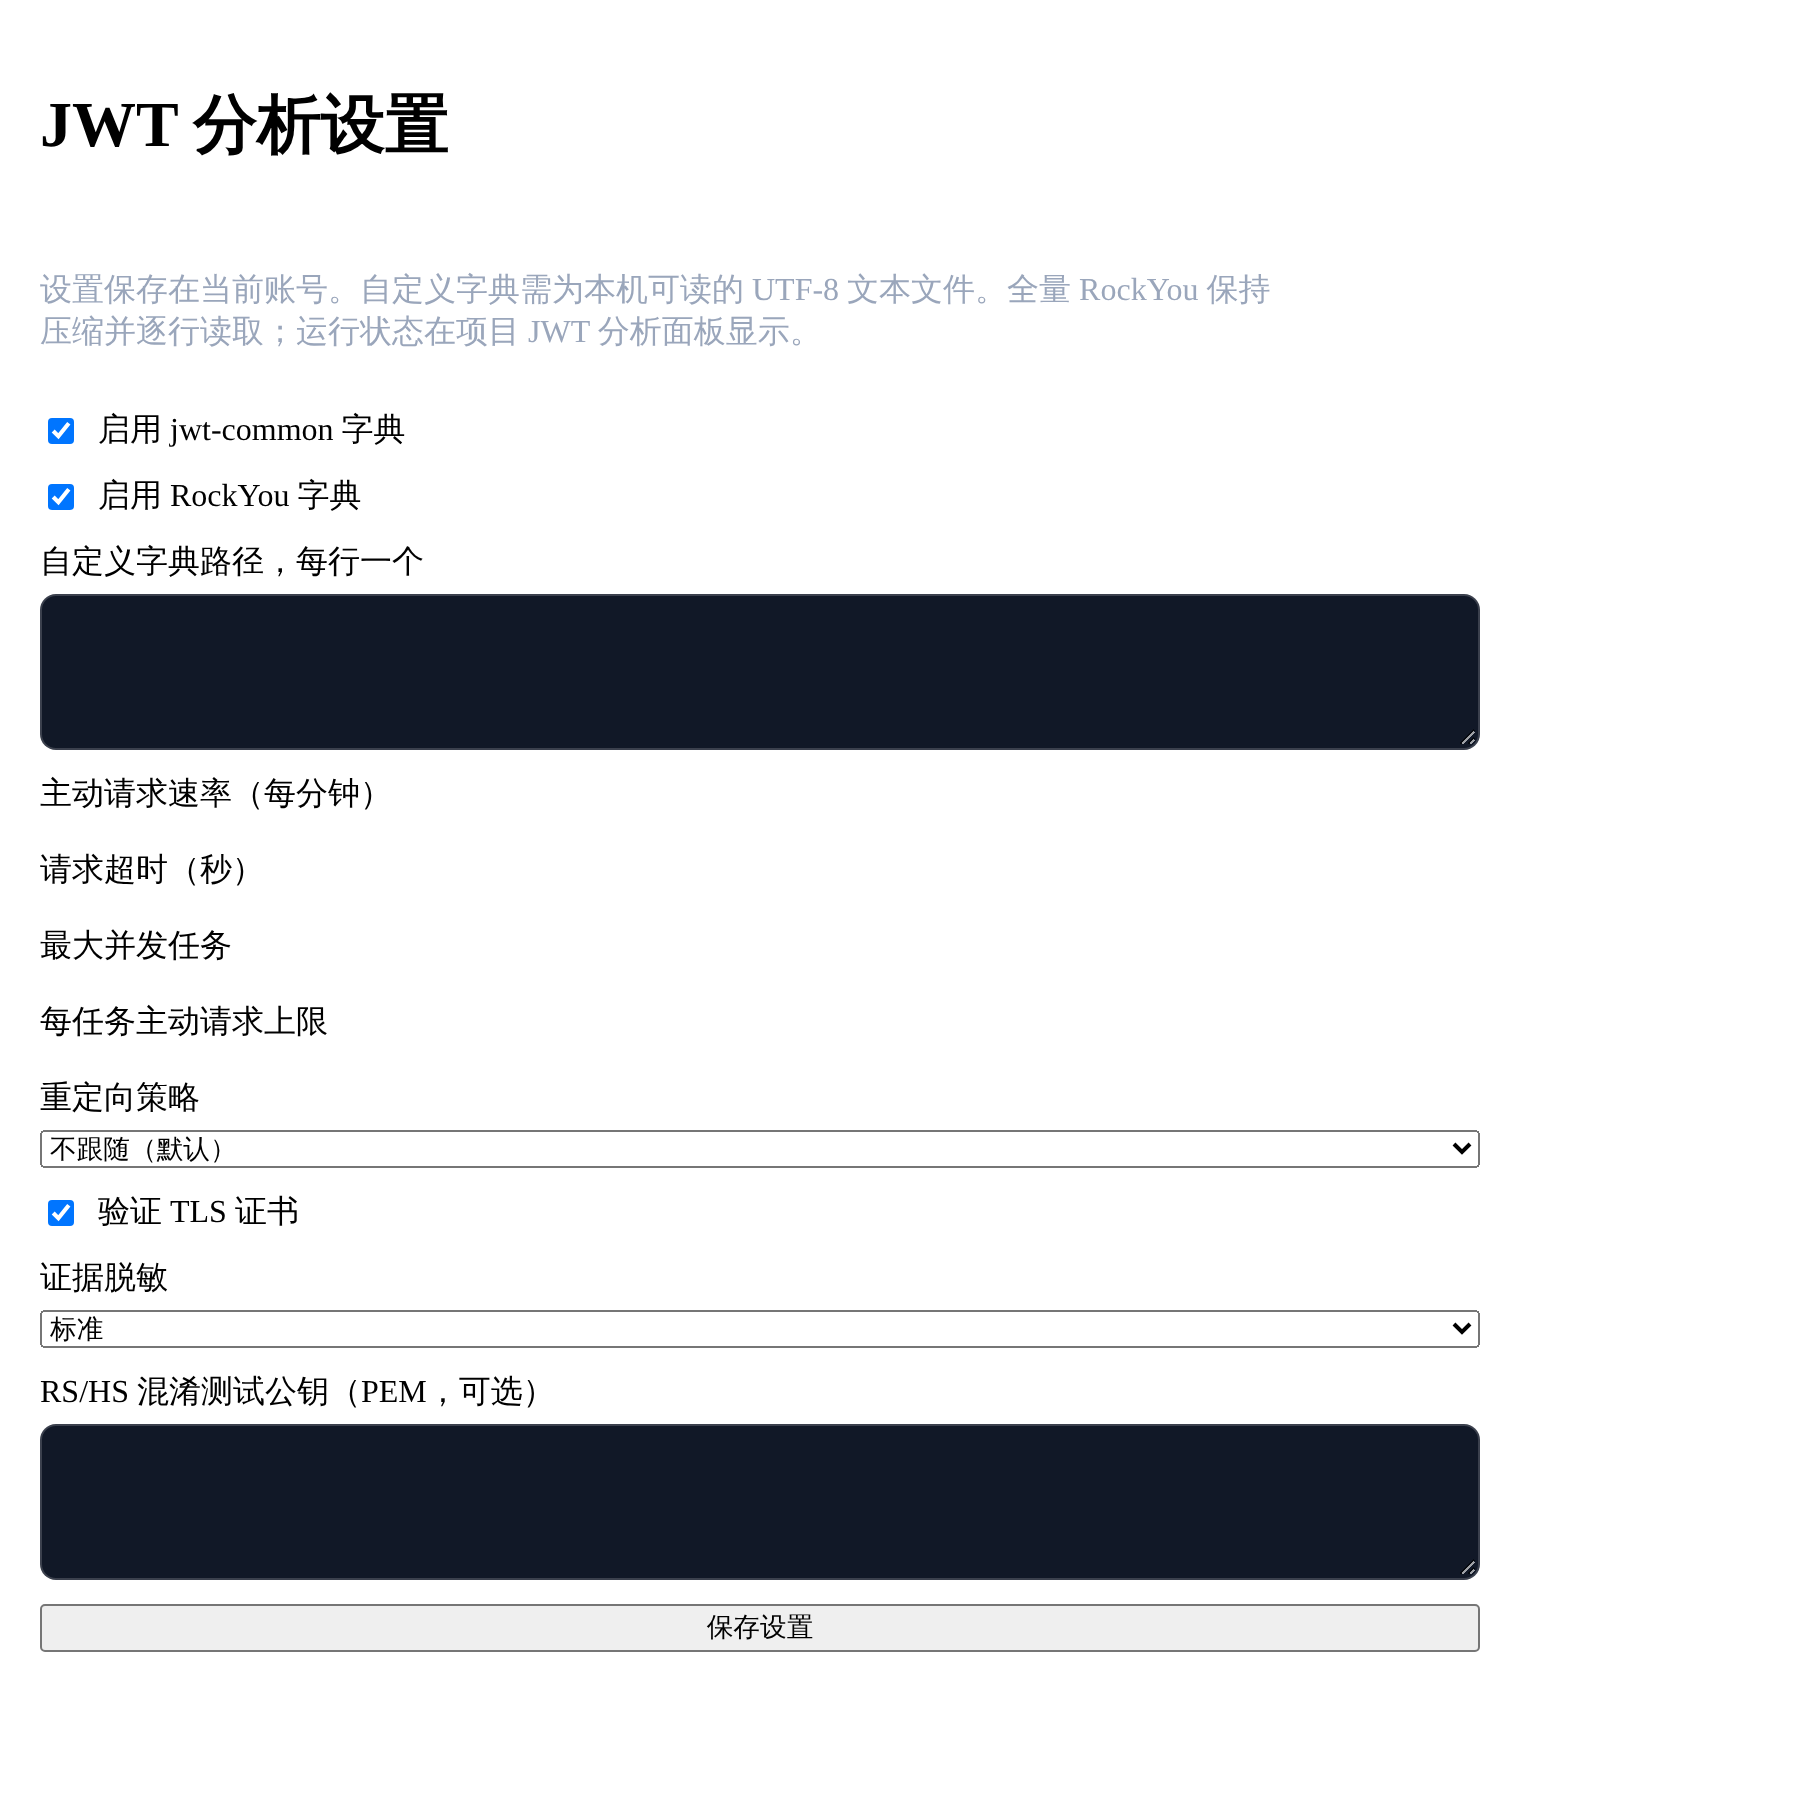 JWT 分析设置
设置保存在当前账号。自定义字典需为本机可读的 UTF-8 文本文件。全量 RockYou 保持
压缩并逐行读取；运行状态在项目 JWT 分析面板显示。
启用 jwt-common 字典
启用 RockYou 字典
自定义字典路径，每行一个
主动请求速率（每分钟）
请求超时（秒）
最大并发任务
每任务主动请求上限
重定向策略
不跟随（默认）
验证 TLS 证书
证据脱敏
标准
RS/HS 混淆测试公钥（PEM，可选）
保存设置